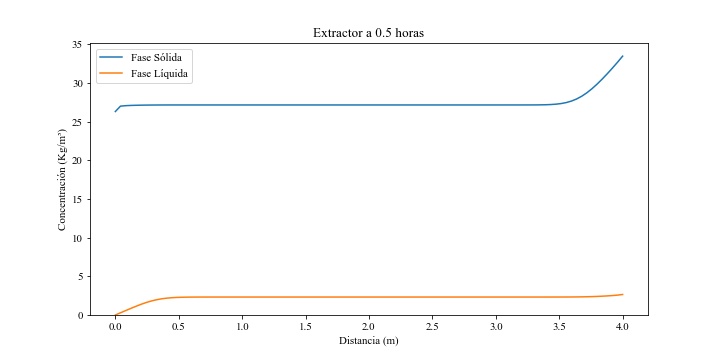 Extractor a 0.5 horas
Fase Sólida
Fase Líquida
Concentración (Kg/m³)
35
30
25
20
15
10
5
0
0.0 0.5 1.0 1.5 2.0 2.5 3.0 3.5 4.0
Distancia (m)